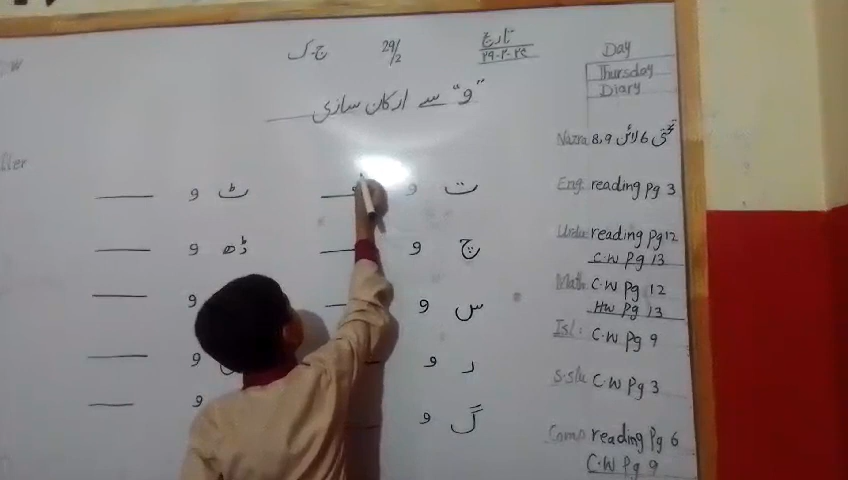 تاریخ 29/2 ج۔ک
۲۹-۲-۲۴
"و" سے ارکان سازی
ت و و
ٹ و
چ و
ڈھ و
س و
و
ر و
و
گ و
و
Day
Thursday
Diary
Nazra 8,9 لائن 6 تختی
Eng: reading pg 3
Urdu reading pg 12
C.W pg 13
Math C.W pg 12
HW pg 13
Isl: C.W pg 9
S.st: C.W pg 3
Comp reading pg 6
C.W pg 9